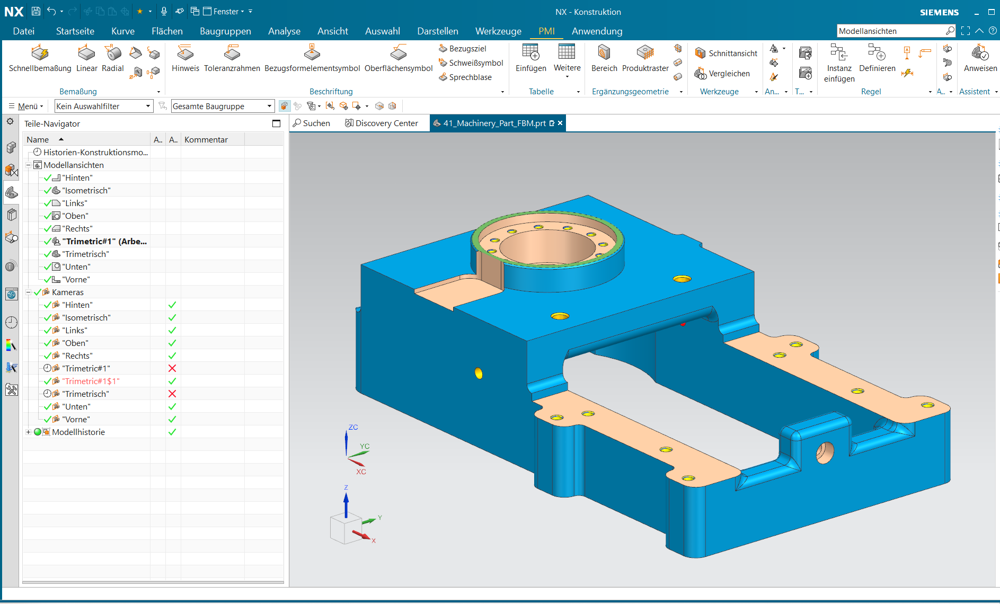 NX
Fenster
NX - Konstruktion
SIEMENS
Datei
Startseite
Kurve
Flächen
Baugruppen
Analyse
Ansicht
Auswahl
Darstellen
Werkzeuge
PMI
Anwendung
Modellansichten
Schnellbemaßung
Linear
Radial
Bemaßung
Hinweis
Toleranzrahmen
Bezugsformelementsymbol
Oberflächensymbol
Bezugsziel
Schweißsymbol
Sprechblase
Beschriftung
Einfügen
Weitere
Tabelle
Bereich
Produktraster
Ergänzungsgeometrie
Schnittansicht
Vergleichen
Werkzeuge
An...
T...
Instanz
einfügen
Definieren
Regel
A..
Anweisen
Assistent
Menü
Kein Auswahlfilter
Gesamte Baugruppe
Teile-Navigator
Suchen
Discovery Center
41_Machinery_Part_FBM.prt
Name
A..
A..
Kommentar
Historien-Konstruktionsmo...
Modellansichten
"Hinten"
"Isometrisch"
"Links"
"Oben"
"Rechts"
"Trimetric#1" (Arbe...
"Trimetrisch"
"Unten"
"Vorne"
Kameras
"Hinten"
"Isometrisch"
"Links"
"Oben"
"Rechts"
"Trimetric#1"
"Trimetric#1$1"
"Trimetrisch"
"Unten"
"Vorne"
Modellhistorie
ZC
YC
XC
Z
Y
X